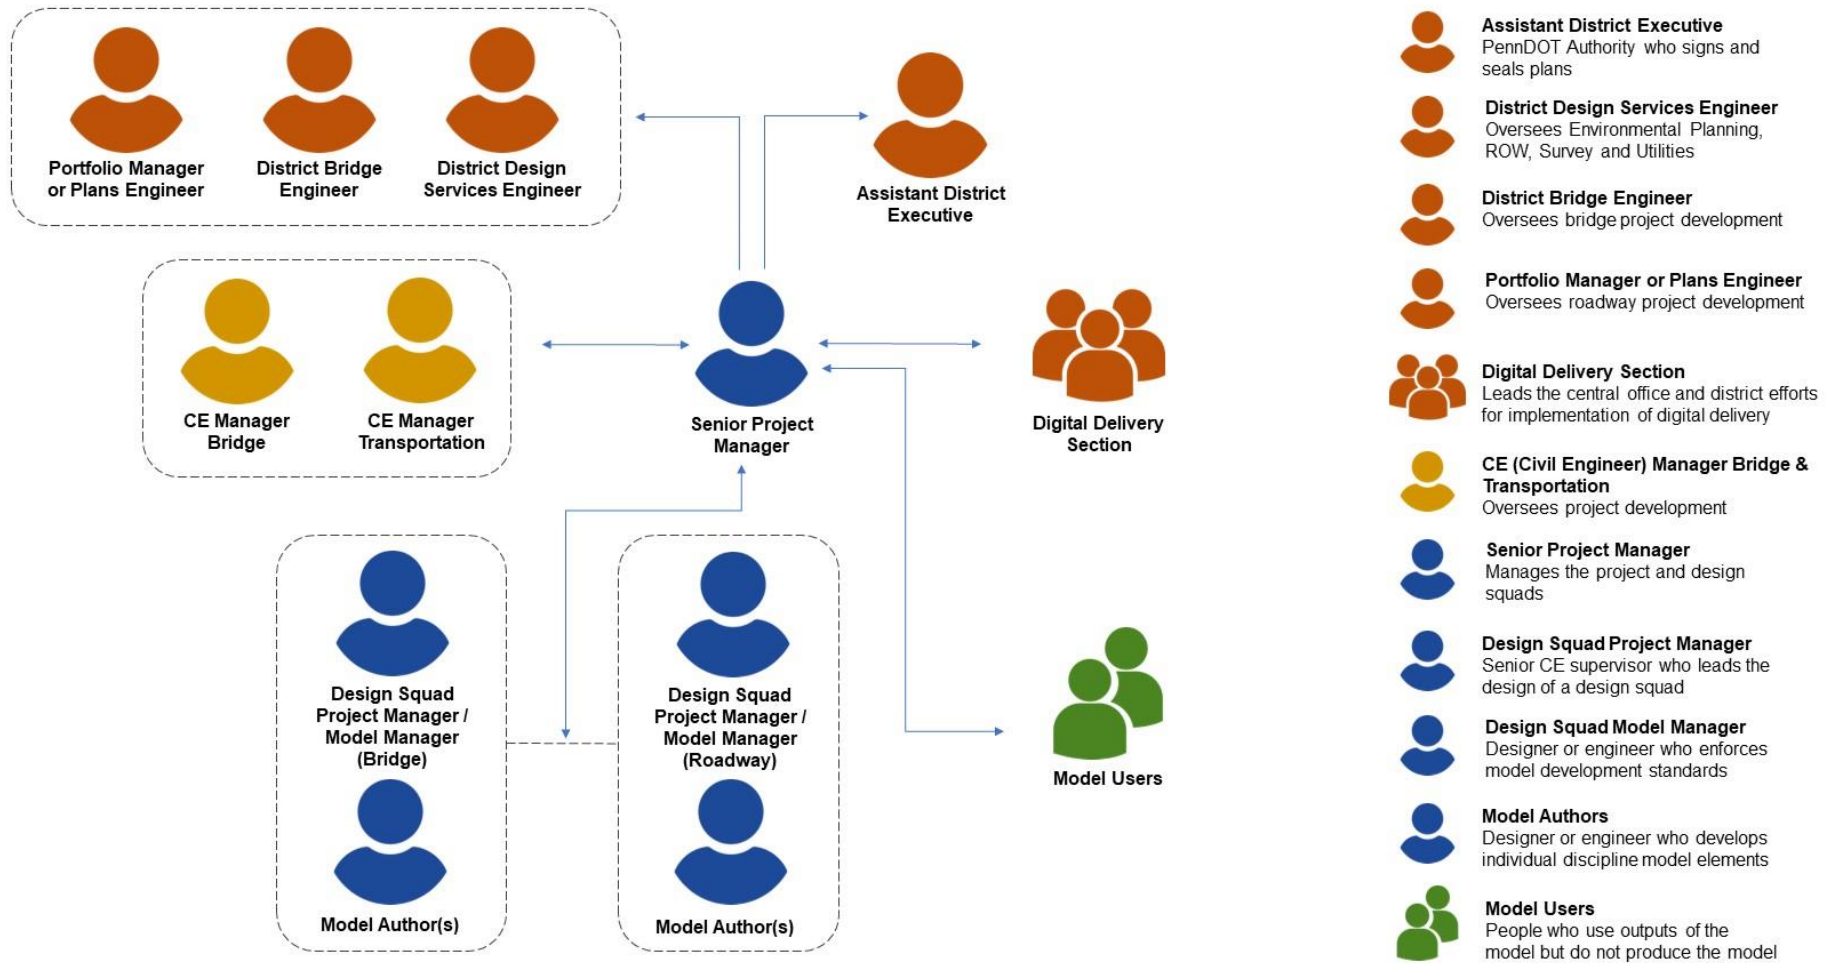 Portfolio Manager
or Plans Engineer
District Bridge
Engineer
District Design
Services Engineer
Assistant District
Executive
CE Manager
Bridge
CE Manager
Transportation
Senior Project
Manager
Digital Delivery
Section
Design Squad
Project Manager /
Model Manager
(Bridge)
Model Author(s)
Design Squad
Project Manager /
Model Manager
(Roadway)
Model Author(s)
Model Users
Assistant District Executive
PennDOT Authority who signs and
seals plans
District Design Services Engineer
Oversees Environmental Planning,
ROW, Survey and Utilities
District Bridge Engineer
Oversees bridge project development
Portfolio Manager or Plans Engineer
Oversees roadway project development
Digital Delivery Section
Leads the central office and district efforts
for implementation of digital delivery
CE (Civil Engineer) Manager Bridge &
Transportation
Oversees project development
Senior Project Manager
Manages the project and design
squads
Design Squad Project Manager
Senior CE supervisor who leads the
design of a design squad
Design Squad Model Manager
Designer or engineer who enforces
model development standards
Model Authors
Designer or engineer who develops
individual discipline model elements
Model Users
People who use outputs of the
model but do not produce the model